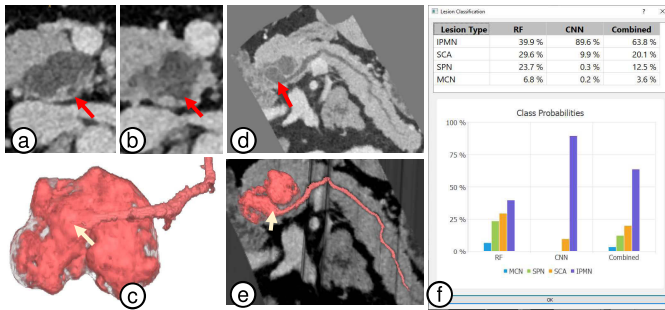 a
b
d
c
e
f
Lesion Classification
Lesion Type RF CNN Combined
IPMN 39.9 % 89.6 % 63.8 %
SCA 29.6 % 9.9 % 20.1 %
SPN 23.7 % 0.3 % 12.5 %
MCN 6.8 % 0.2 % 3.6 %
Class Probabilities
100 %
75 %
50 %
25 %
0 %
RF CNN Combined
MCN SPN SCA IPMN
OK